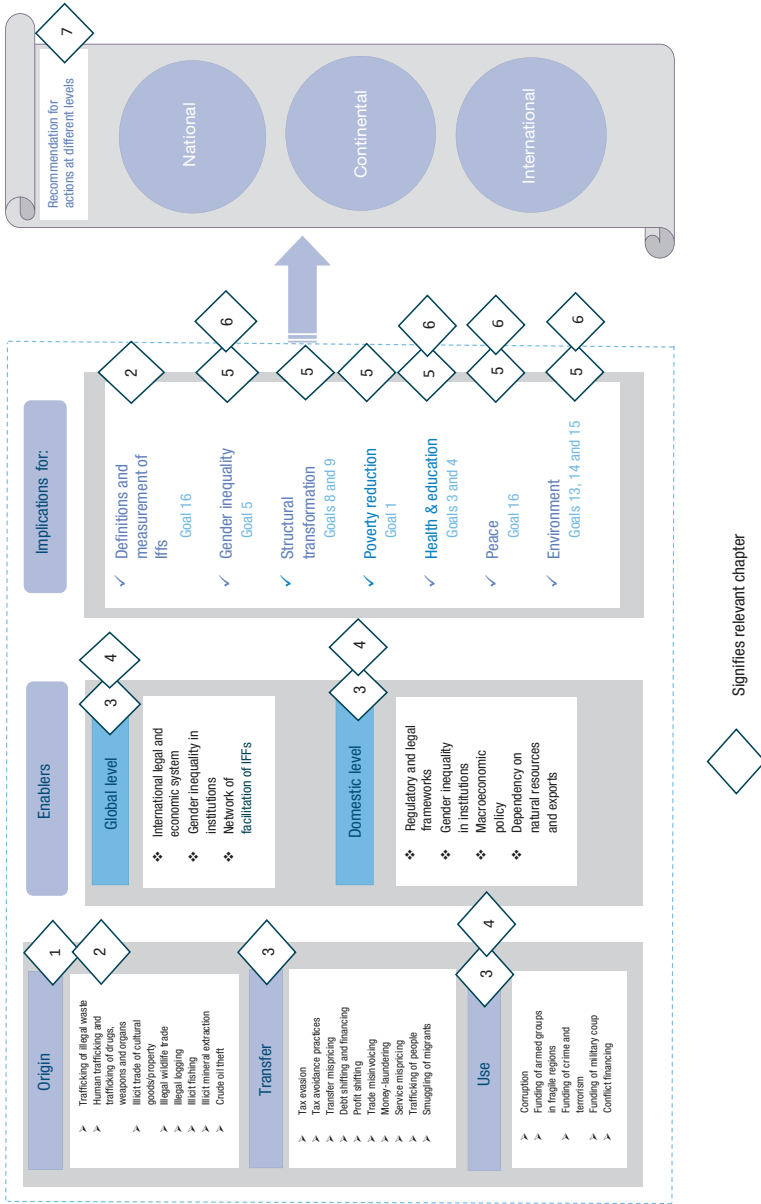 Origin
1
2
Trafficking of illegal waste
Human trafficking and
trafficking of drugs,
weapons and organs
Illicit trade of cultural
goods/property
Illegal wildlife trade
Illegal logging
Illicit fishing
Illicit mineral extraction
Crude oil theft
Transfer
3
Tax evasion
Tax avoidance practices
Transfer mispricing
Debt shifting and financing
Profit shifting
Trade misinvoicing
Money-laundering
Service mispricing
Trafficking of people
Smuggling of migrants
Use
3
4
Corruption
Funding of armed groups
in fragile regions
Funding of crime and
terrorism
Funding of military coup
Conflict financing
Enablers
Global level
3
4
International legal and
economic system
Gender inequality in
institutions
Network of
facilitation of IFFs
Domestic level
3
4
Regulatory and legal
frameworks
Gender inequality
in institutions
Macroeconomic
policy
Dependency on
natural resources
and exports
Implications for:
Definitions and
measurement of
Iffs
Goal 16
2
Gender inequality
Goal 5
5
6
Structural
transformation
Goals 8 and 9
5
Poverty reduction
Goal 1
5
Health & education
Goals 3 and 4
5
6
Peace
Goal 16
5
6
Environment
Goals 13, 14 and 15
5
6
Recommendation for
actions at different levels
7
National
Continental
International
Signifies relevant chapter